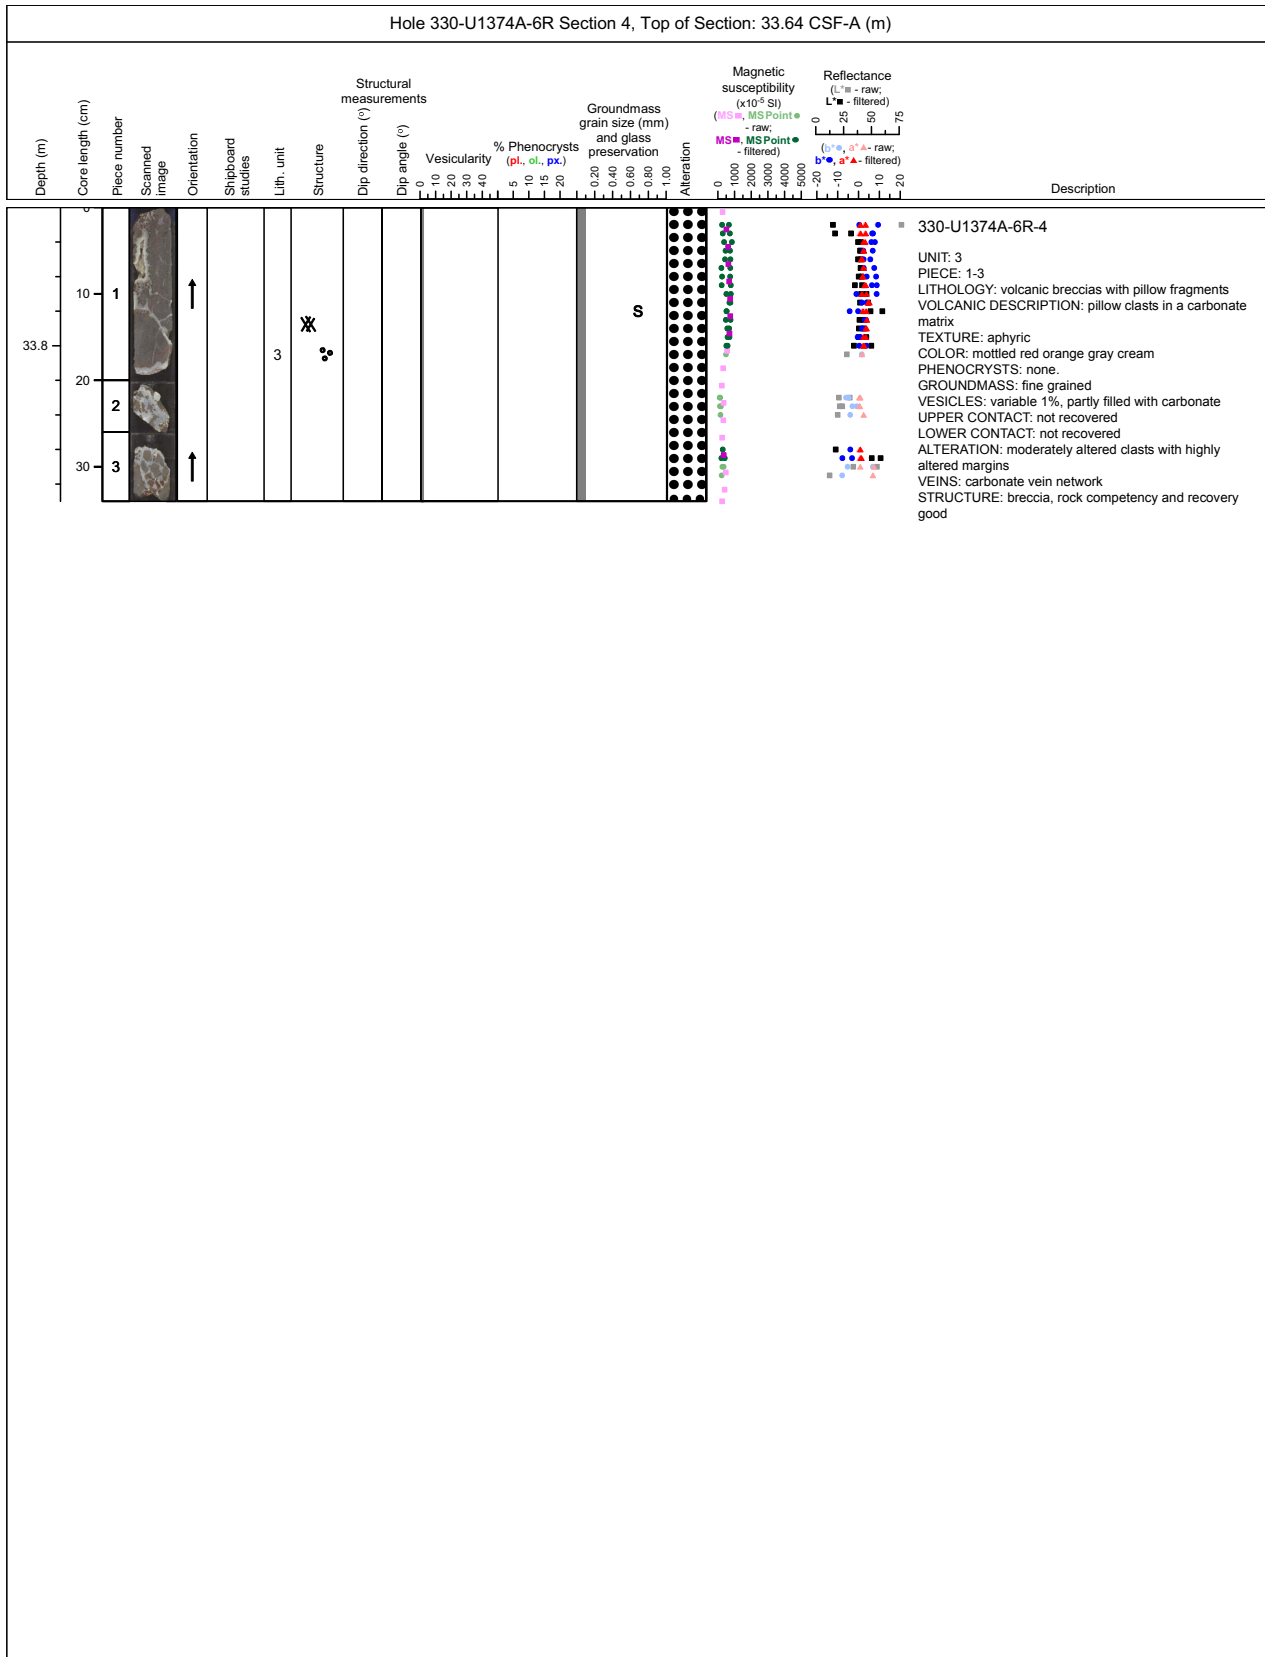 Hole 330-U1374A-6R Section 4, Top of Section: 33.64 CSF-A (m)
Depth (m)
Core length (cm)
Piece number
Scanned
image
Orientation
Shipboard
studies
Lith. unit
Structure
Structural
measurements
Dip direction (º)
Dip angle (º)
Vesicularity
0 10 20 30 40
% Phenocrysts
(pl., ol., px.)
5 10 15 20
Groundmass
grain size (mm)
and glass
preservation
0.20 0.40 0.60 0.80 1.00
Alteration
Magnetic
susceptibility
(x10-5 SI)
(MS■, MSPoint●
- raw;
MS■, MSPoint●
- filtered)
0 1000 2000 3000 4000 5000
Reflectance
(L*■ - raw;
L*■ - filtered)
0 25 50 75
(b*●, a*▲- raw;
b*●, a*▲- filtered)
-20 -10 0 10 20
Description
0
10
20
30
33.8
1
2
3
3
S
330-U1374A-6R-4
UNIT: 3
PIECE: 1-3
LITHOLOGY: volcanic breccias with pillow fragments
VOLCANIC DESCRIPTION: pillow clasts in a carbonate
matrix
TEXTURE: aphyric
COLOR: mottled red orange gray cream
PHENOCRYSTS: none.
GROUNDMASS: fine grained
VESICLES: variable 1%, partly filled with carbonate
UPPER CONTACT: not recovered
LOWER CONTACT: not recovered
ALTERATION: moderately altered clasts with highly
altered margins
VEINS: carbonate vein network
STRUCTURE: breccia, rock competency and recovery
good